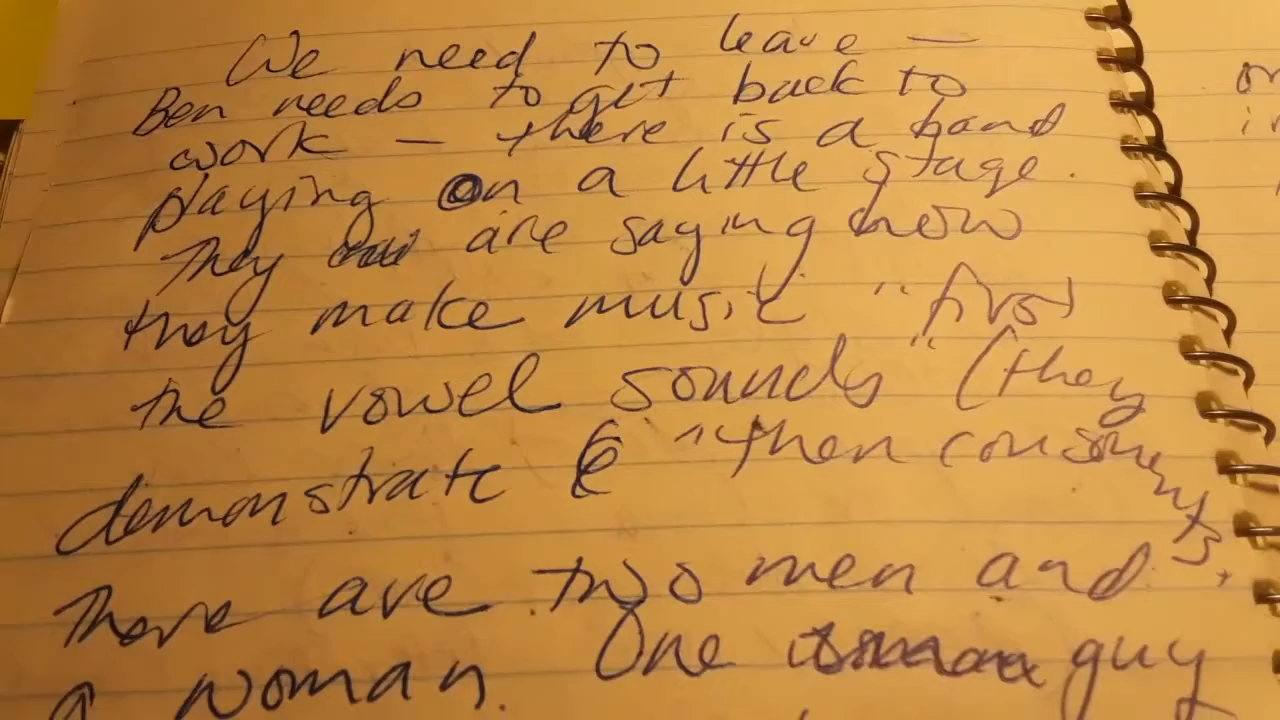 We need to leave —
Ben needs to get back to
work — there is a band
playing on a little stage.
They are saying how
they make music "first
the vowel sounds" (they
demonstrate "then consonents,
There are two men and
a woman. One guy